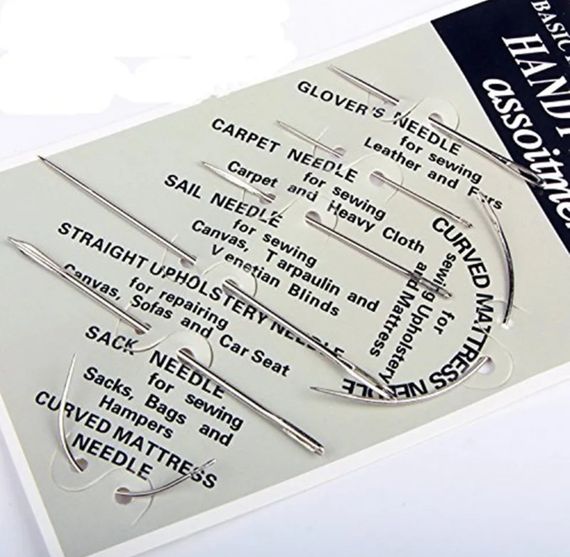 BASIC
HANDY
assoitme
GLOVER'S NEEDLE
for sewing
Leather and Furs
CARPET NEEDLE
for sewing
Carpet and Heavy Cloth
SAIL NEEDLE
for sewing
Canvas, Tarpaulin and
Venetian Blinds
STRAIGHT UPHOLSTERY NEEDLE
for repairing
Canvas, Sofas and Car Seat
SACK NEEDLE
for sewing
Sacks, Bags and
Hampers
CURVED MATTRESS
NEEDLE
CURVED MATTRESS NEEDLE
for
sewing Upholstery
and Mattress